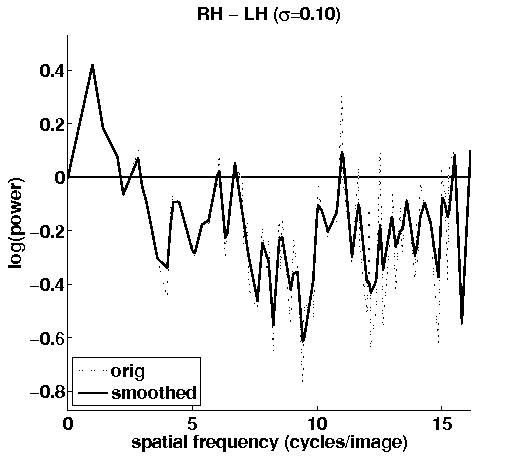 RH − LH (σ=0.10)
0.4
0.2
0
−0.2
−0.4
−0.6
−0.8
log(power)
orig
smoothed
0 5 10 15
spatial frequency (cycles/image)